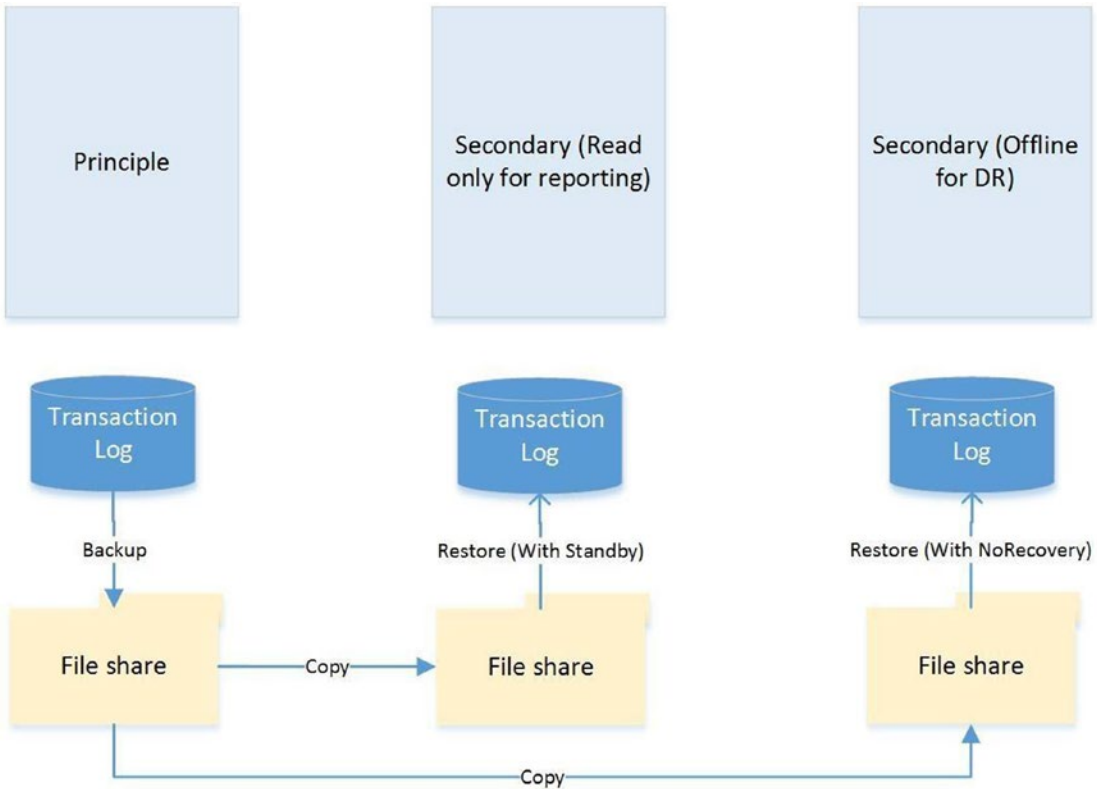 Principle
Secondary (Read
only for reporting)
Secondary (Offline
for DR)
Transaction
Log
Transaction
Log
Transaction
Log
Backup
Restore (With Standby)
Restore (With NoRecovery)
File share
Copy
File share
File share
Copy